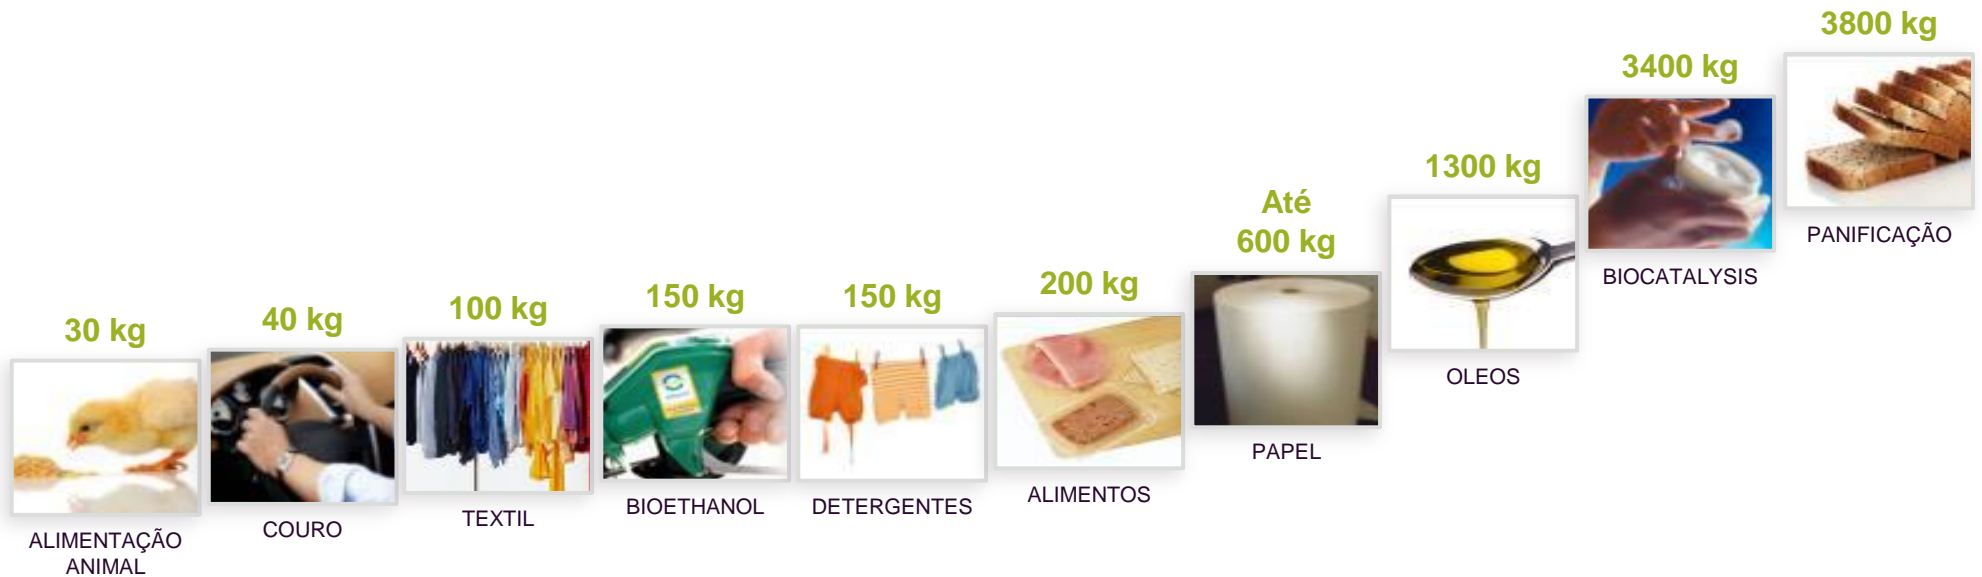 30 kg
ALIMENTAÇÃO
ANIMAL
40 kg
COURO
100 kg
TEXTIL
150 kg
BIOETHANOL
150 kg
DETERGENTES
200 kg
ALIMENTOS
Até
600 kg
PAPEL
1300 kg
OLEOS
3400 kg
BIOCATALYSIS
3800 kg
PANIFICAÇÃO